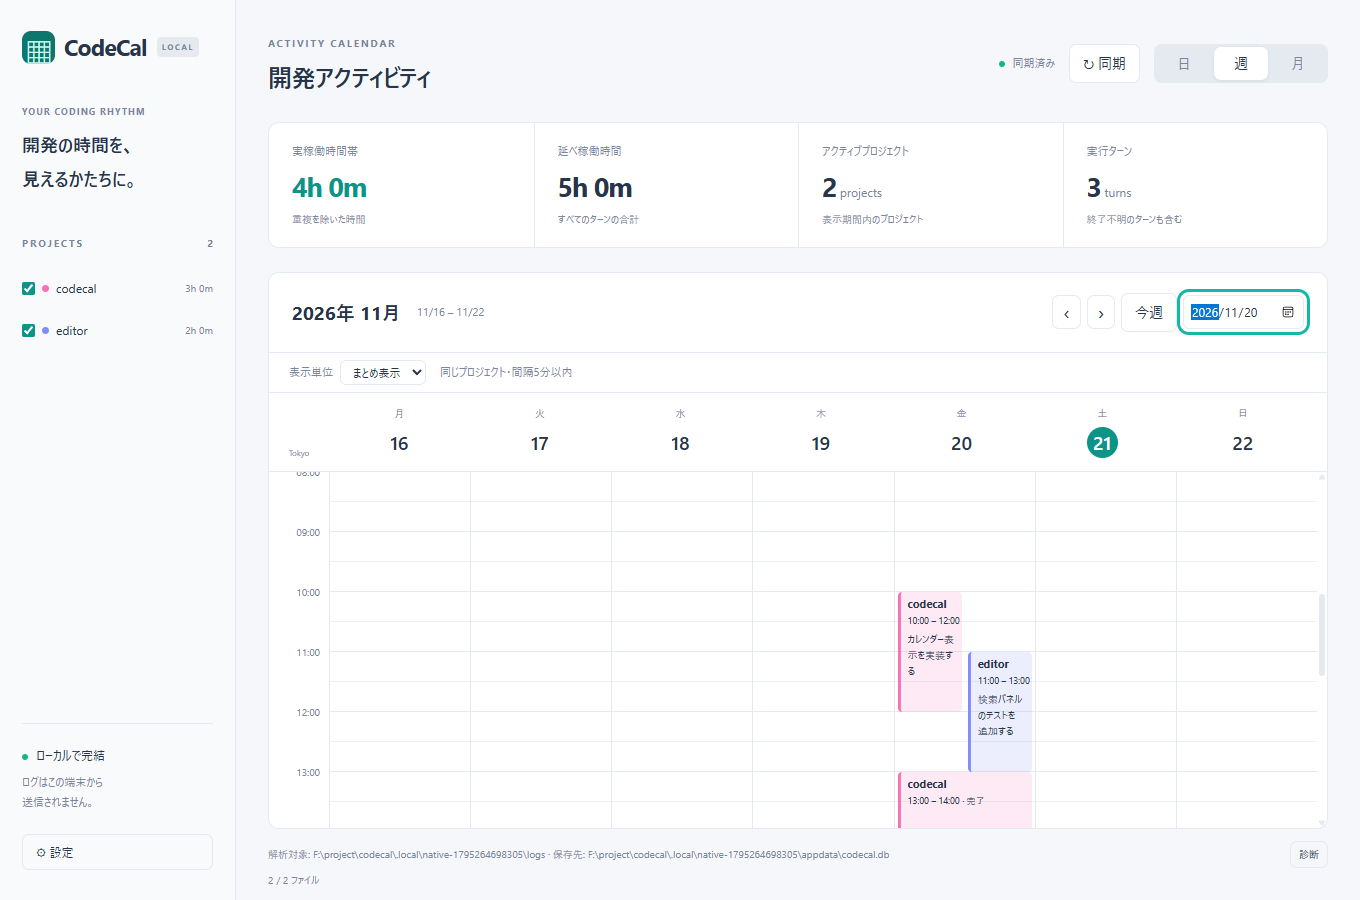 CodeCal LOCAL
YOUR CODING RHYTHM
開発の時間を、
見えるかたちに。
PROJECTS 2
codecal 3h 0m
editor 2h 0m
ローカルで完結
ログはこの端末から
送信されません。
⚙ 設定
ACTIVITY CALENDAR
開発アクティビティ
同期済み
↻ 同期
日 週 月
実稼働時間帯
4h 0m
重複を除いた時間
延べ稼働時間
5h 0m
すべてのターンの合計
アクティブプロジェクト
2 projects
表示期間内のプロジェクト
実行ターン
3 turns
終了不明のターンも含む
2026年 11月 11/16 – 11/22
‹ › 今週 2026/11/20
表示単位 まとめ表示 同じプロジェクト・間隔5分以内
月 火 水 木 金 土 日
Tokyo 16 17 18 19 20 21 22
08:00
09:00
10:00
11:00
12:00
13:00
codecal
10:00 – 12:00
カレンダー表
示を実装す
る
editor
11:00 – 13:00
検索パネル
のテストを
追加する
codecal
13:00 – 14:00 · 完了
解析対象: F:\project\codecal\.local\native-1795264698305\logs · 保存先: F:\project\codecal\.local\native-1795264698305\appdata\codecal.db
診断
2 / 2 ファイル